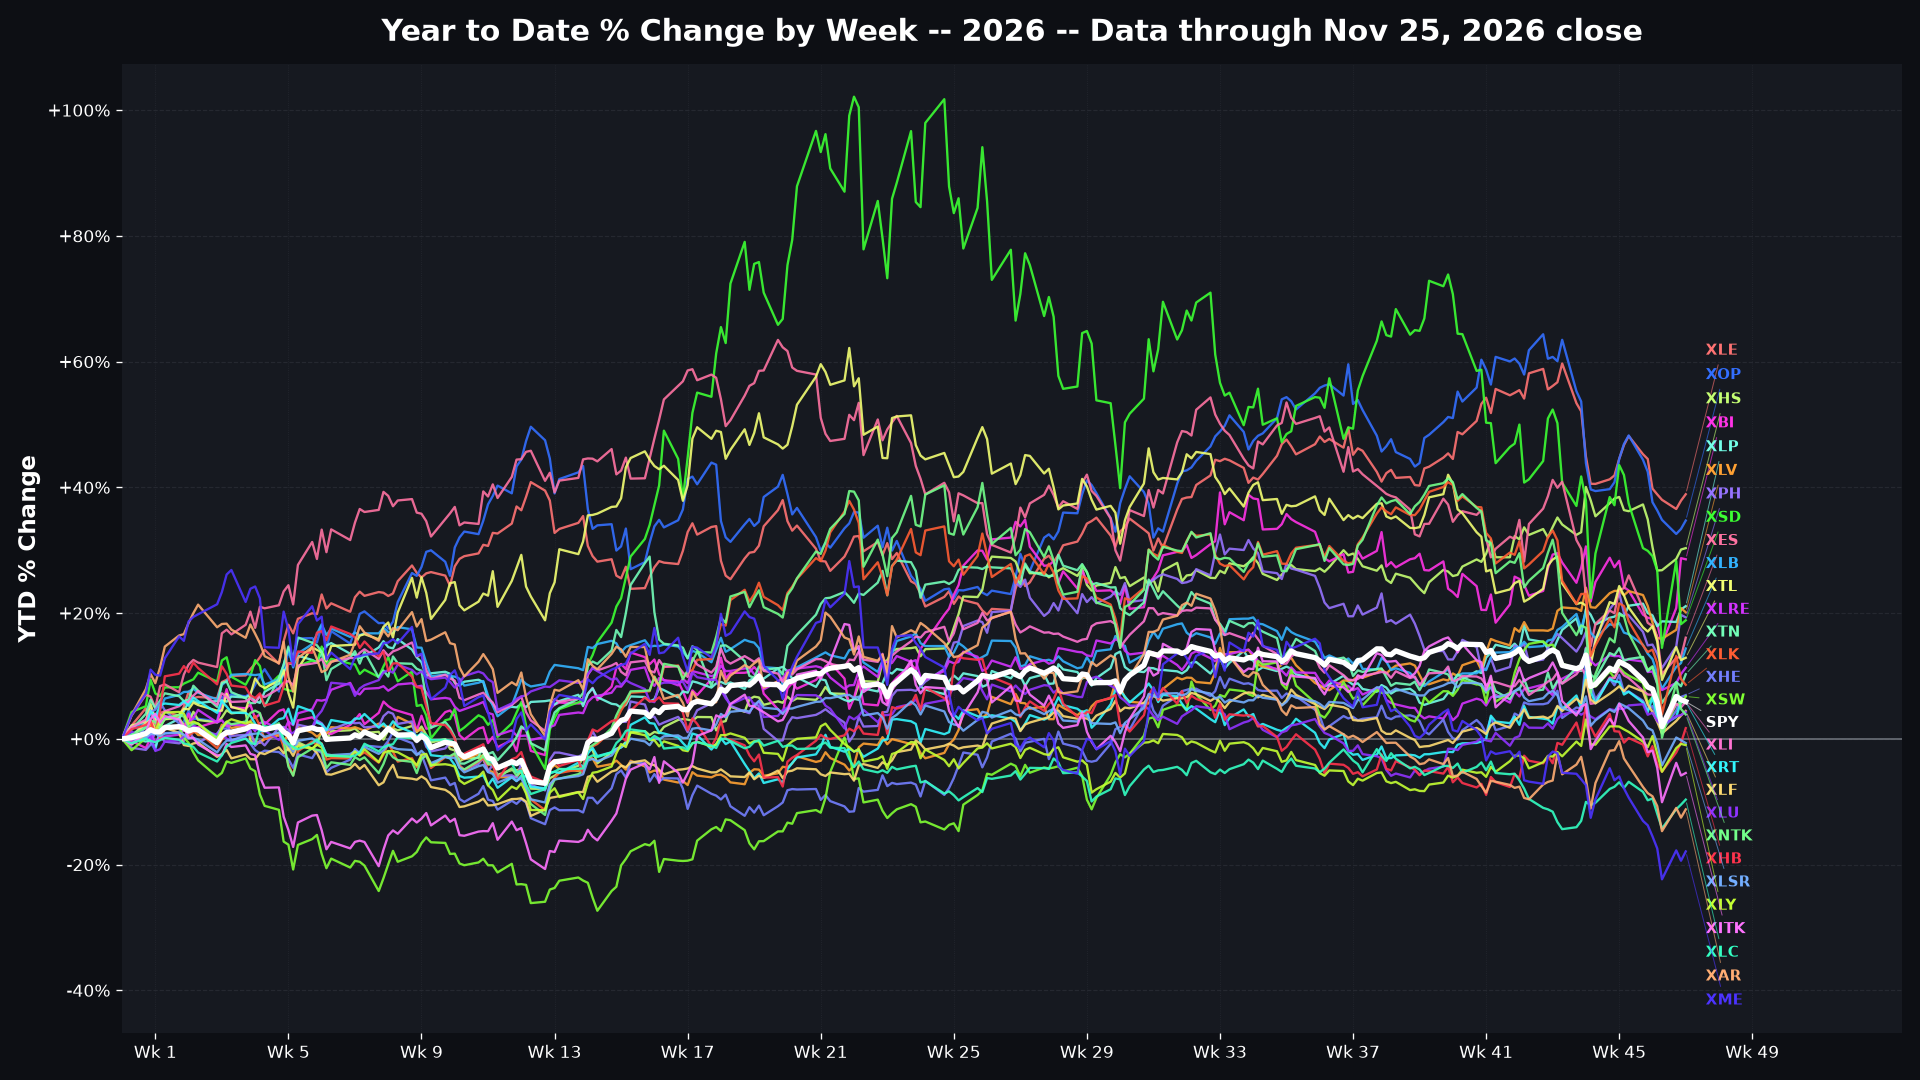 Year to Date % Change by Week -- 2026 -- Data through Nov 25, 2026 close
YTD % Change
+100%
+80%
+60%
+40%
+20%
+0%
-20%
-40%
Wk 1
Wk 5
Wk 9
Wk 13
Wk 17
Wk 21
Wk 25
Wk 29
Wk 33
Wk 37
Wk 41
Wk 45
Wk 49
XLE
XOP
XHS
XBI
XLP
XLV
XPH
XSD
XES
XLB
XTL
XLRE
XTN
XLK
XHE
XSW
SPY
XLI
XRT
XLF
XLU
XNTK
XHB
XLSR
XLY
XITK
XLC
XAR
XME